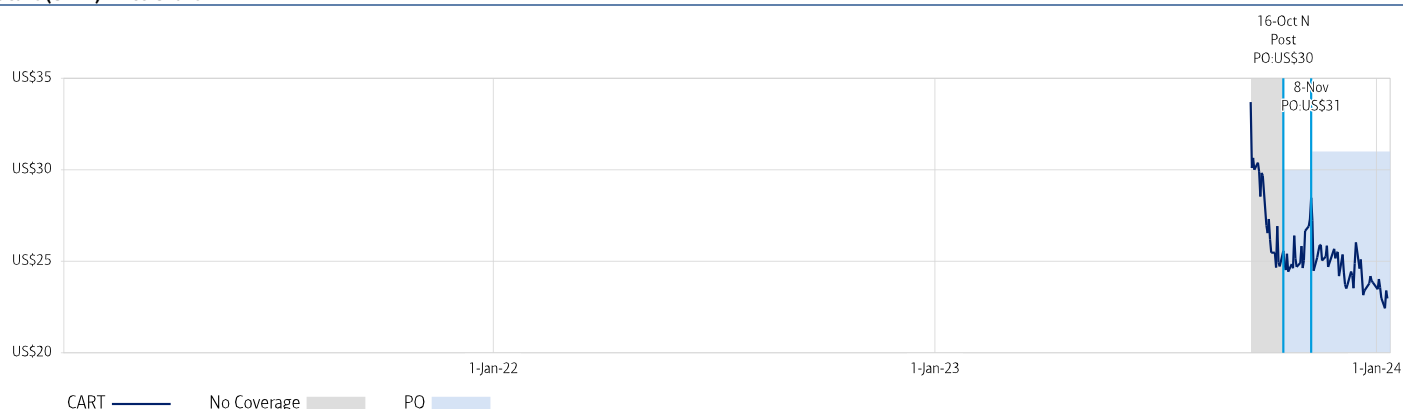 16-Oct N
Post
PO:US$30
US$35
8-Nov
PO:US$31
US$30
US$25
US$20
1-Jan-22
1-Jan-23
1-Jan-24
CART
No Coverage
PO